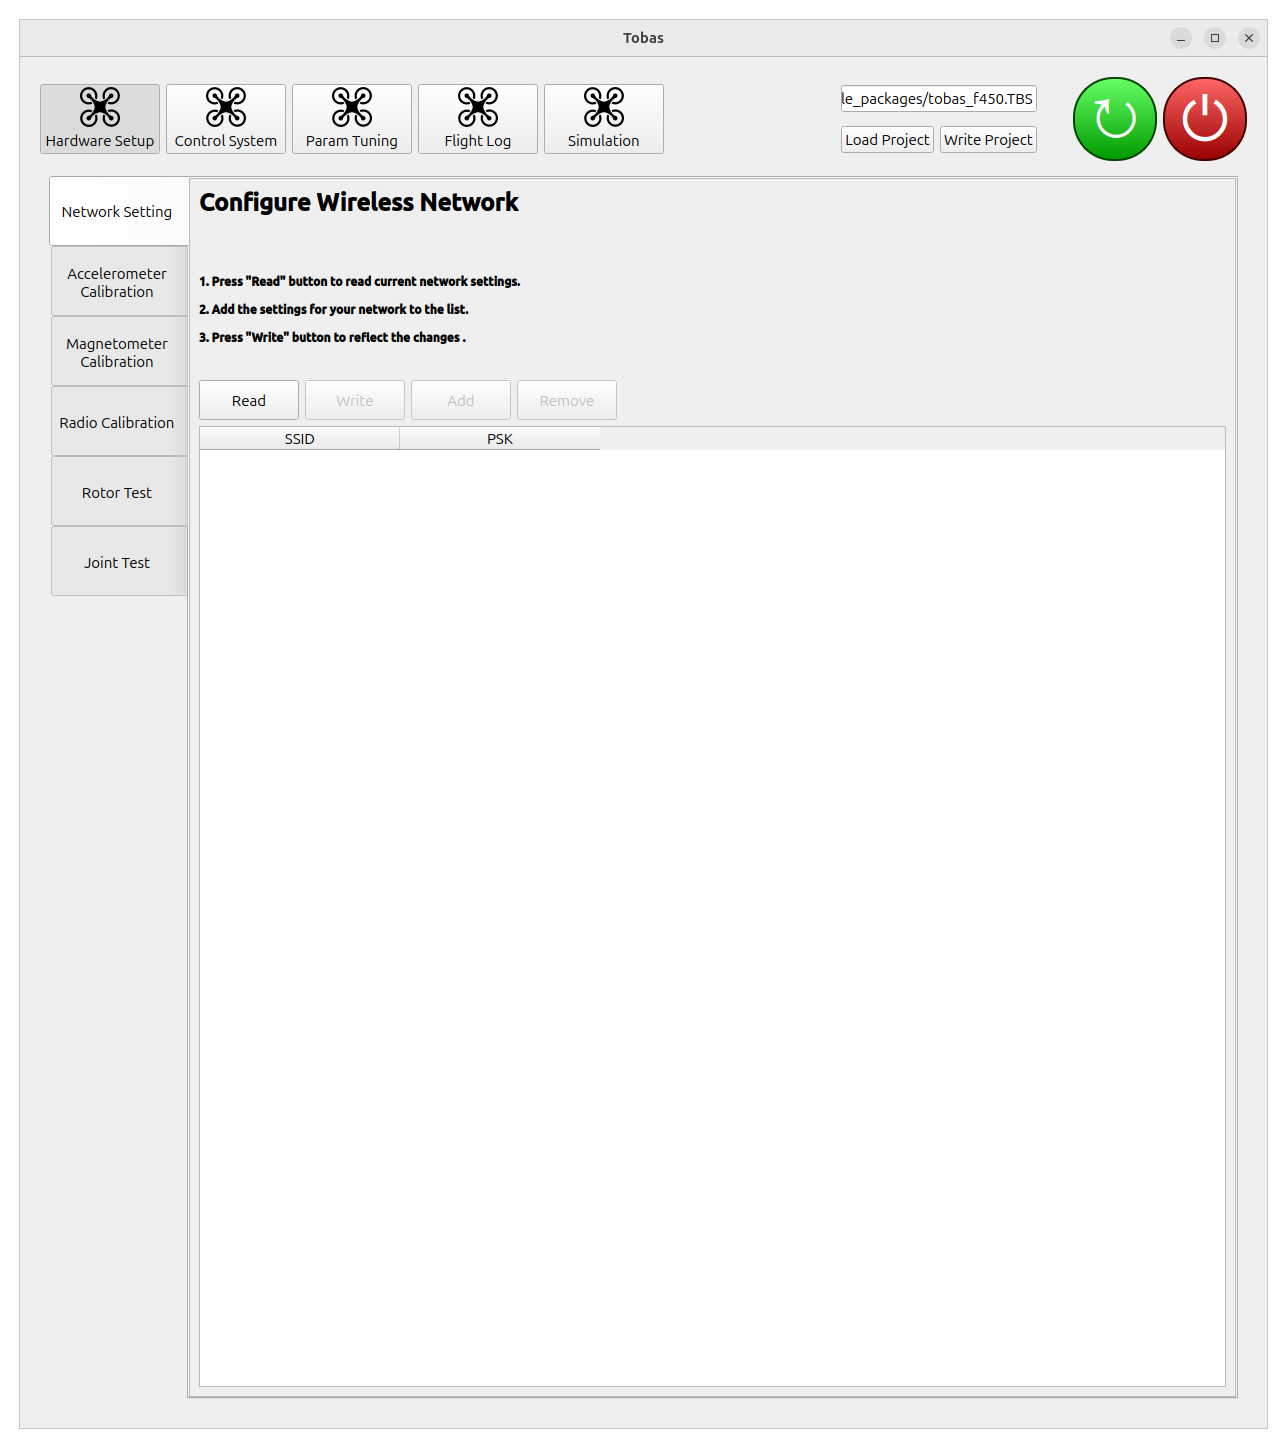 Tobas
Hardware Setup
Control System
Param Tuning
Flight Log
Simulation
le_packages/tobas_f450.TBS
Load Project
Write Project
Network Setting
Accelerometer
Calibration
Magnetometer
Calibration
Radio Calibration
Rotor Test
Joint Test
Configure Wireless Network
1. Press "Read" button to read current network settings.
2. Add the settings for your network to the list.
3. Press "Write" button to reflect the changes .
Read
Write
Add
Remove
SSID
PSK